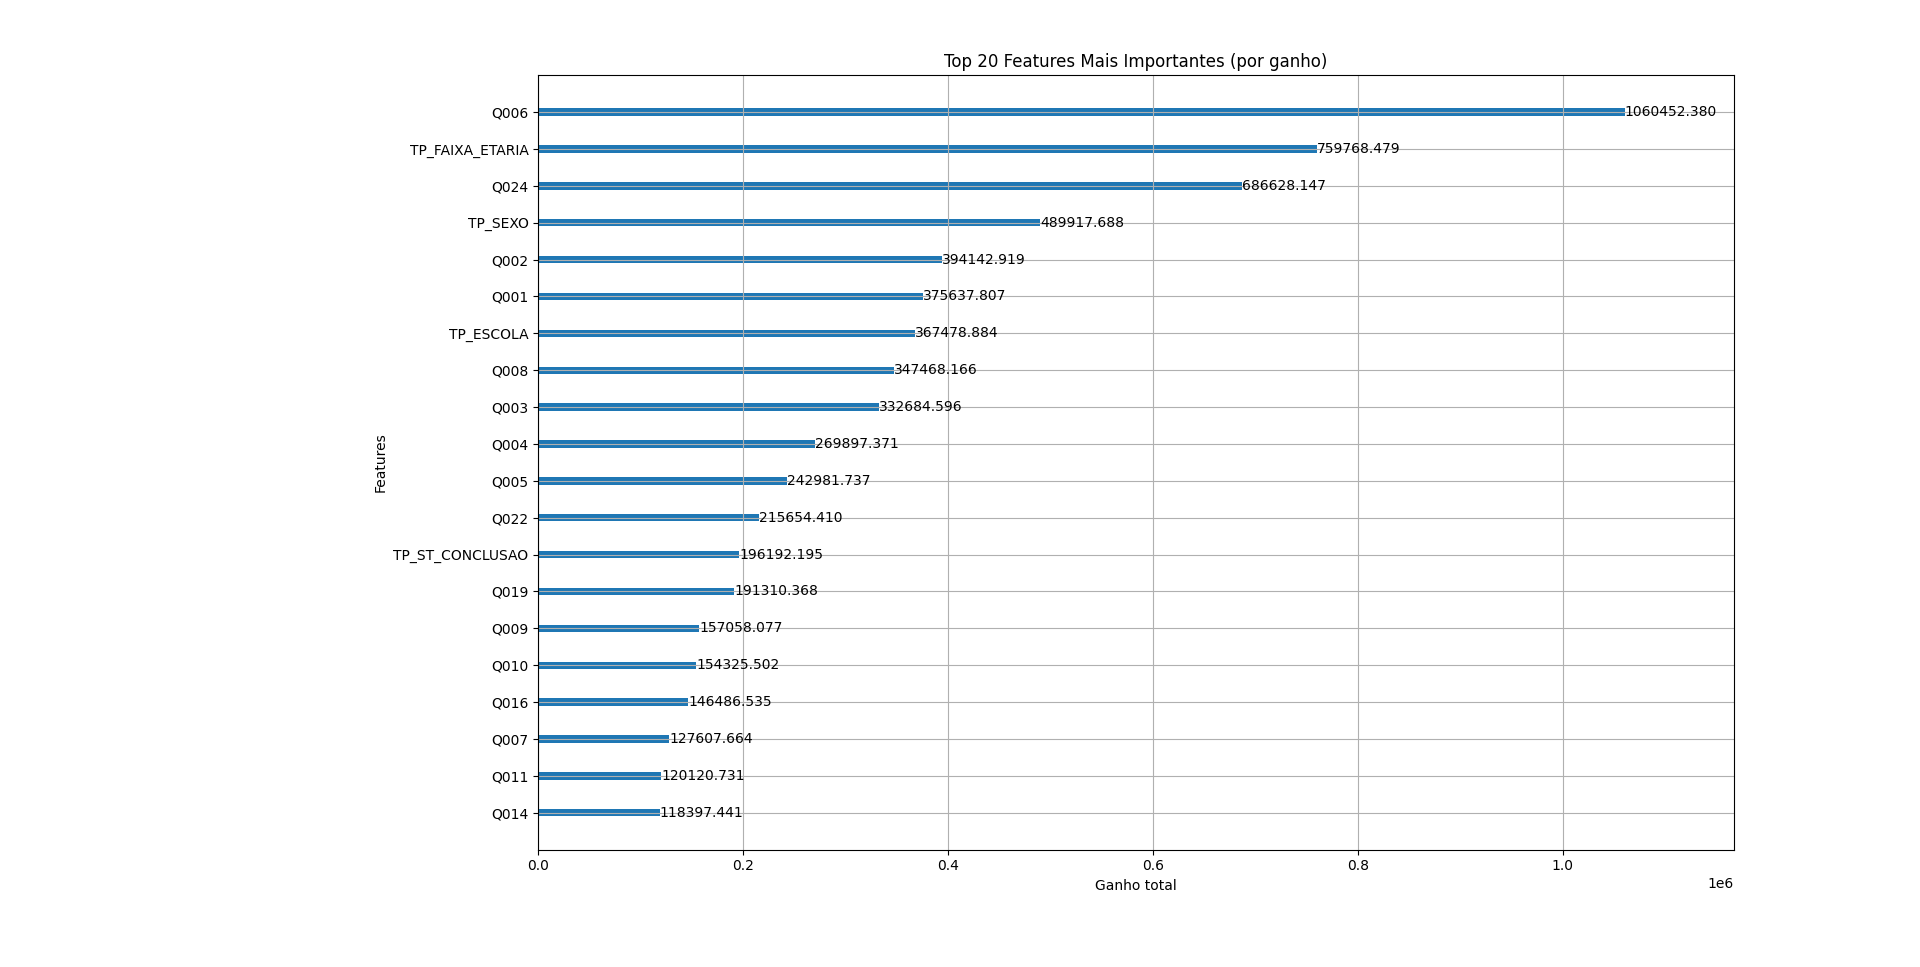 Top 20 Features Mais Importantes (por ganho)
Q006 1060452.380
TP_FAIXA_ETARIA 759768.479
Q024 686628.147
TP_SEXO 489917.688
Q002 394142.919
Q001 375637.807
TP_ESCOLA 367478.884
Q008 347468.166
Q003 332684.596
Q004 269897.371
Features
Q005 242981.737
Q022 215654.410
TP_ST_CONCLUSAO 196192.195
Q019 191310.368
Q009 157058.077
Q010 154325.502
Q016 146486.535
Q007 127607.664
Q011 120120.731
Q014 118397.441
0.0 0.2 0.4 0.6 0.8 1.0
Ganho total
1e6